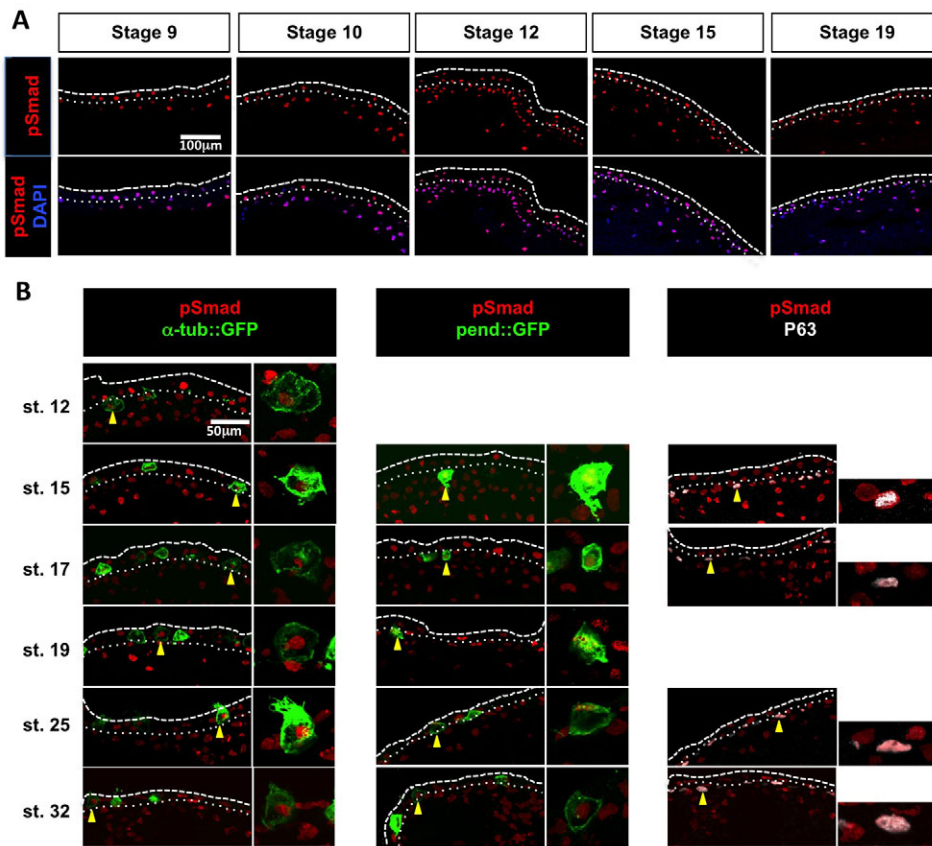 A
Stage 9
Stage 10
Stage 12
Stage 15
Stage 19
pSmad
100μm
pSmad
DAPI
B
pSmad
α-tub::GFP
pSmad
pend::GFP
pSmad
P63
st. 12
50μm
st. 15
st. 17
st. 19
st. 25
st. 32